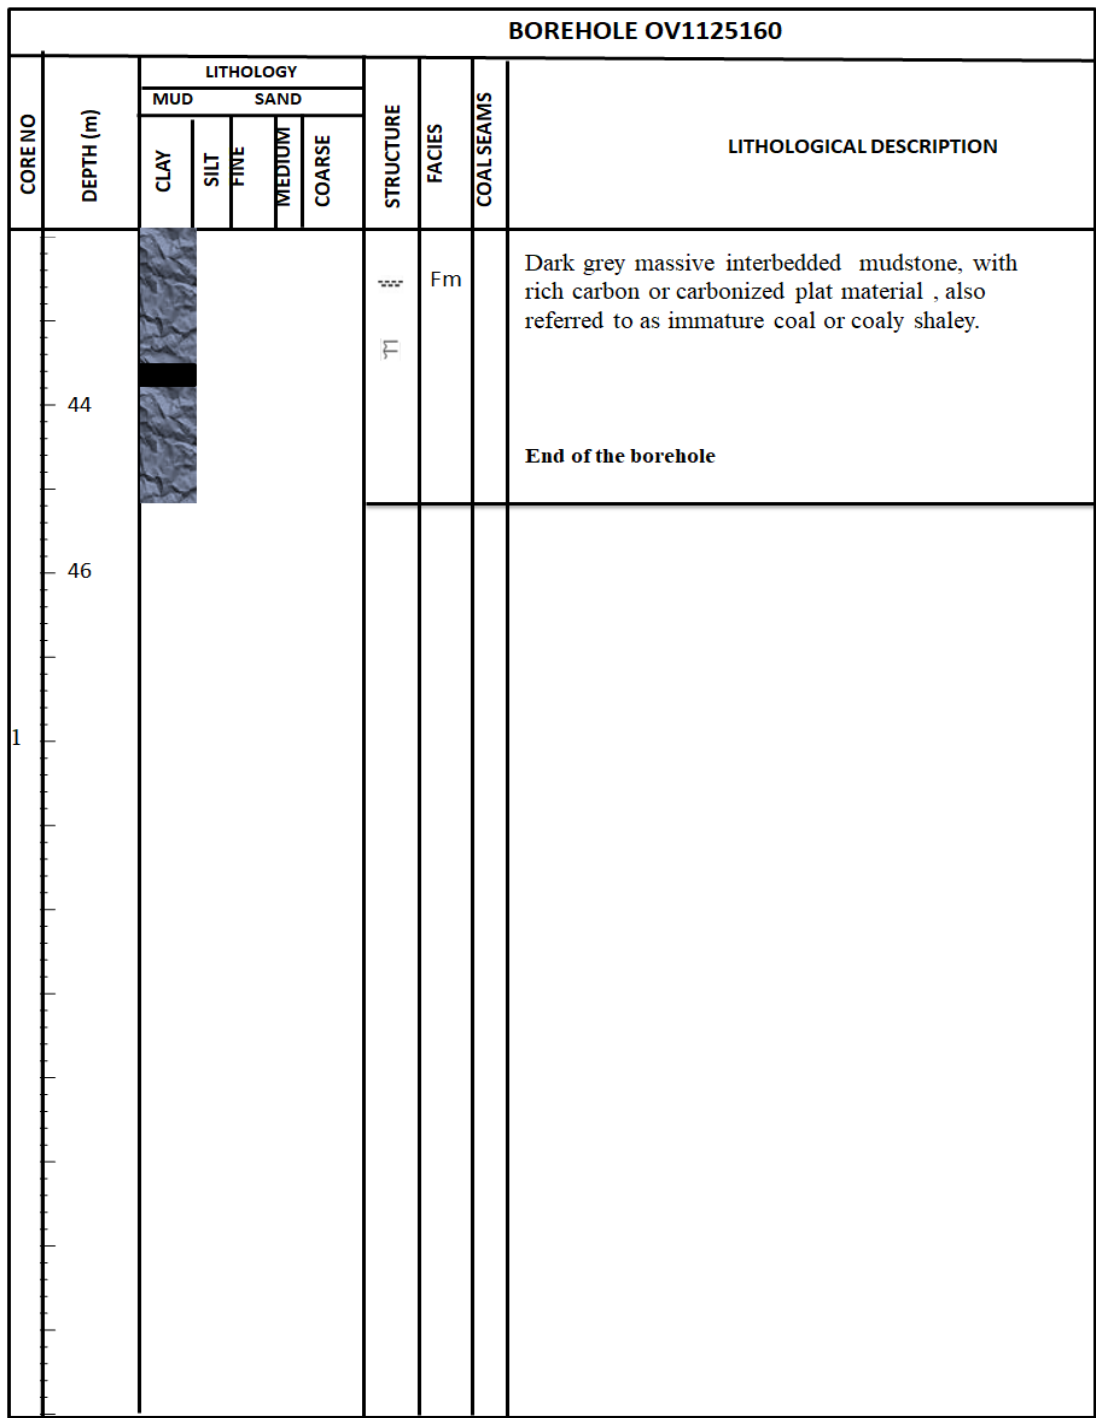 BOREHOLE OV1125160
CORE NO
DEPTH (m)
LITHOLOGY
MUD SAND
CLAY
SILT
FINE
MEDIUM
COARSE
STRUCTURE
FACIES
COAL SEAMS
LITHOLOGICAL DESCRIPTION
Fm
Dark grey massive interbedded mudstone, with
rich carbon or carbonized plat material , also
referred to as immature coal or coaly shaley.
44
End of the borehole
46
1